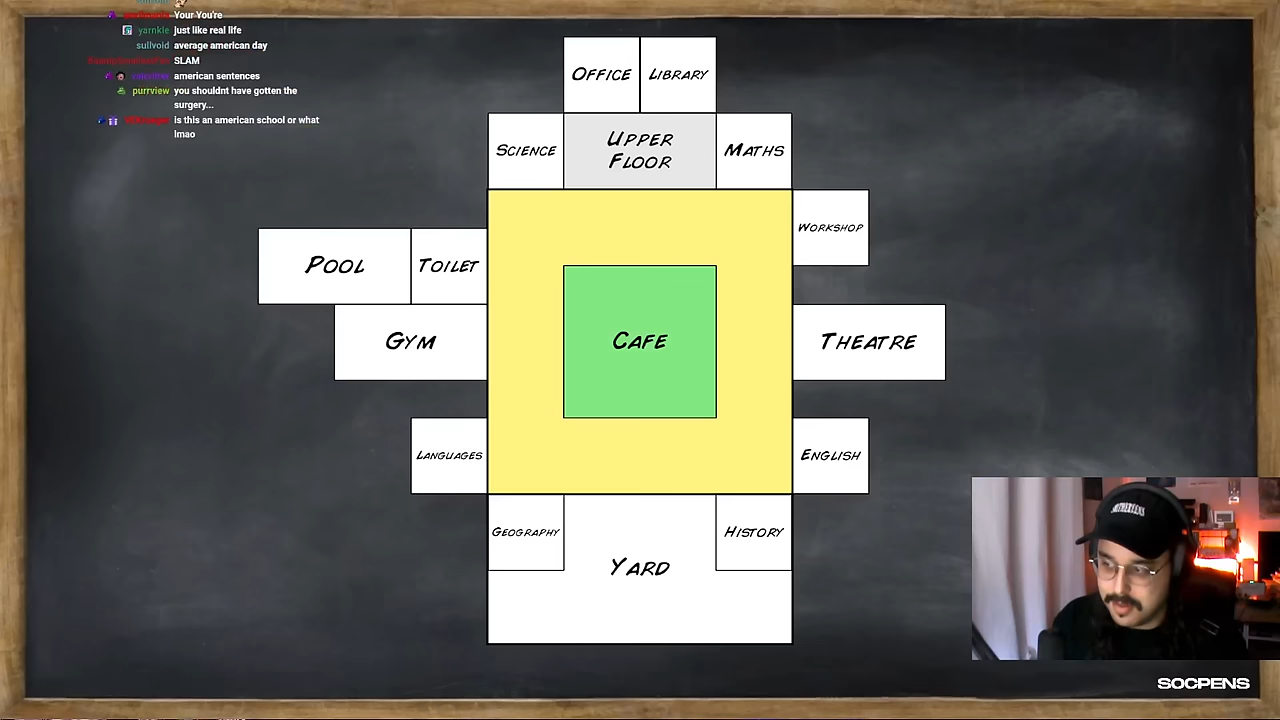 Your You're
yarnkle just like real life
sullvoid average american day
SLAM
american sentences
purrview you shouldnt have gotten the
surgery...
Is this an american school or what
lmao
OFFICE
LIBRARY
SCIENCE
UPPER
FLOOR
MATHS
WORKSHOP
POOL
TOILET
CAFE
GYM
THEATRE
LANGUAGES
ENGLISH
GEOGRAPHY
HISTORY
YARD
SOCPENS